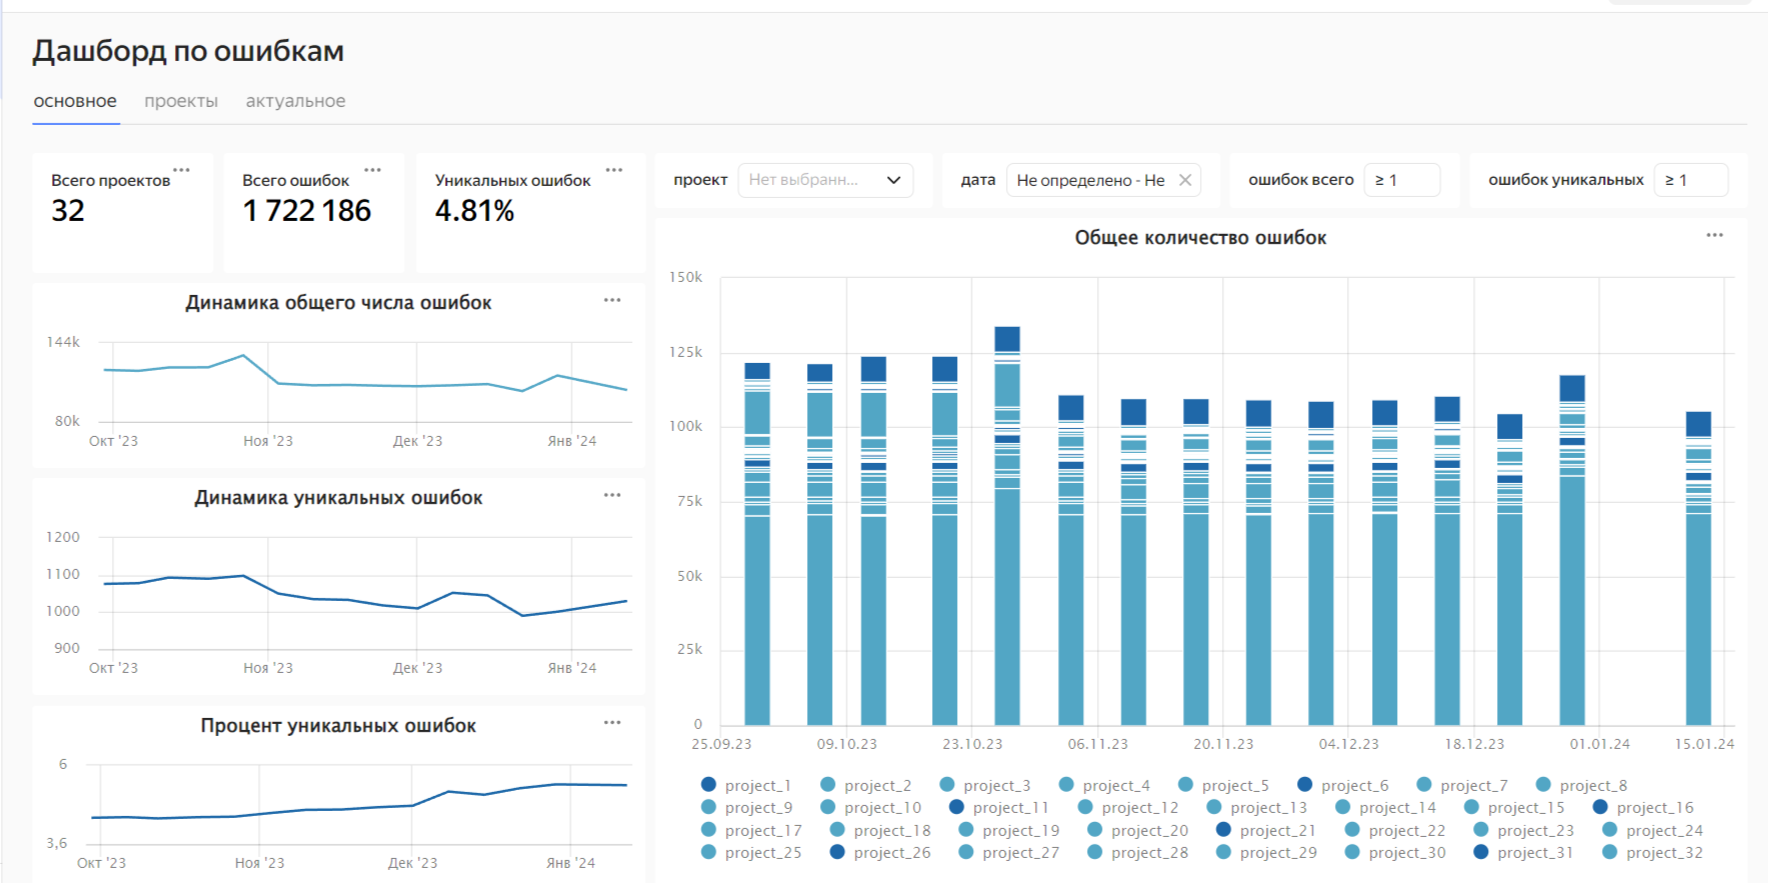 Дашборд по ошибкам
основное проекты актуальное
Всего проектов
32
Всего ошибок
1 722 186
Уникальных ошибок
4.81%
проект Нет выбранн...
дата Не определено - Не
ошибок всего ≥ 1
ошибок уникальных ≥ 1
Динамика общего числа ошибок
144k
80k
Окт '23 Ноя '23 Дек '23 Янв '24
Динамика уникальных ошибок
1200
1100
1000
900
Окт '23 Ноя '23 Дек '23 Янв '24
Процент уникальных ошибок
6
3,6
Окт '23 Ноя '23 Дек '23 Янв '24
Общее количество ошибок
150k
125k
100k
75k
50k
25k
0
25.09.23 09.10.23 23.10.23 06.11.23 20.11.23 04.12.23 18.12.23 01.01.24 15.01.24
project_1 project_2 project_3 project_4 project_5 project_6 project_7 project_8
project_9 project_10 project_11 project_12 project_13 project_14 project_15 project_16
project_17 project_18 project_19 project_20 project_21 project_22 project_23 project_24
project_25 project_26 project_27 project_28 project_29 project_30 project_31 project_32